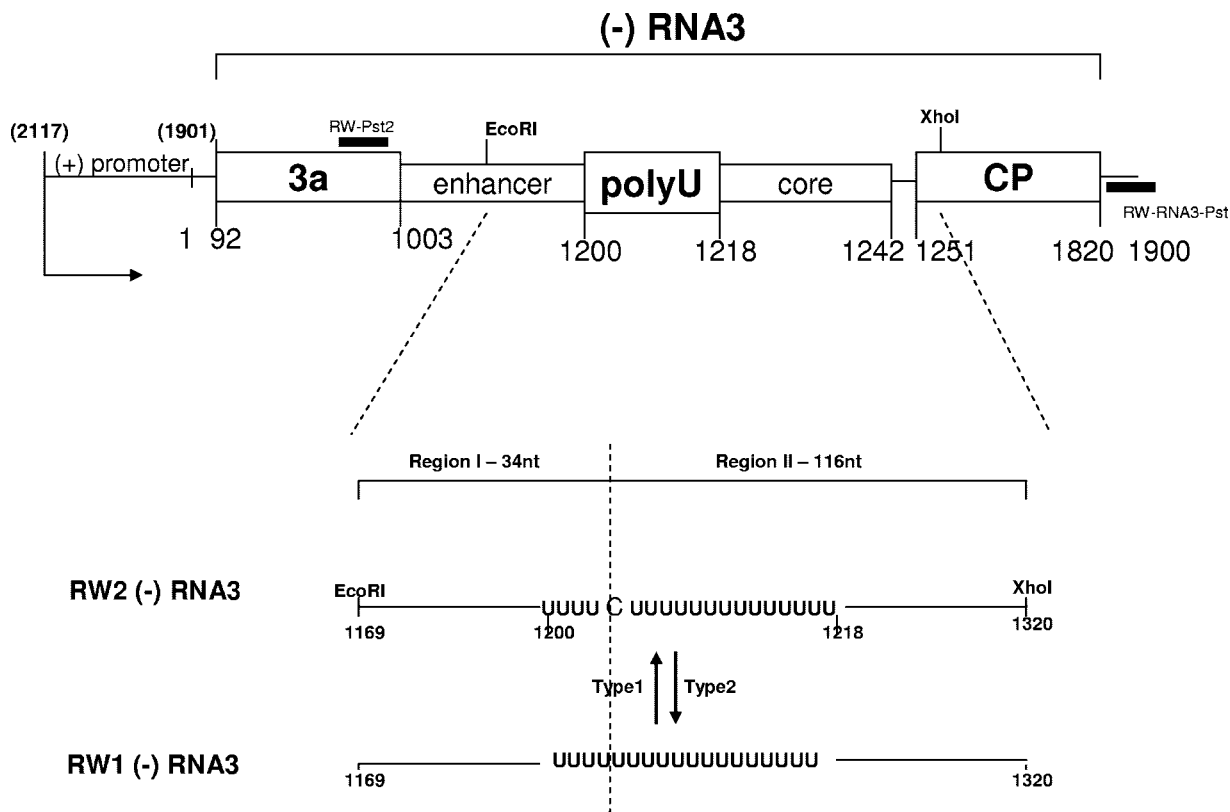 (-) RNA3
(2117) (1901) RW-Pst2 EcoRI XhoI
(+) promoter 3a enhancer polyU core CP
RW-RNA3-Pst
1 92 1003 1200 1218 1242 1251 1820 1900
Region I – 34nt Region II – 116nt
RW2 (-) RNA3 EcoRI UUUU C UUUUUUUUUUUUUU XhoI
1169 1200 1218 1320
Type1 Type2
RW1 (-) RNA3 UUUUUUUUUUUUUUUUUU
1169 1320